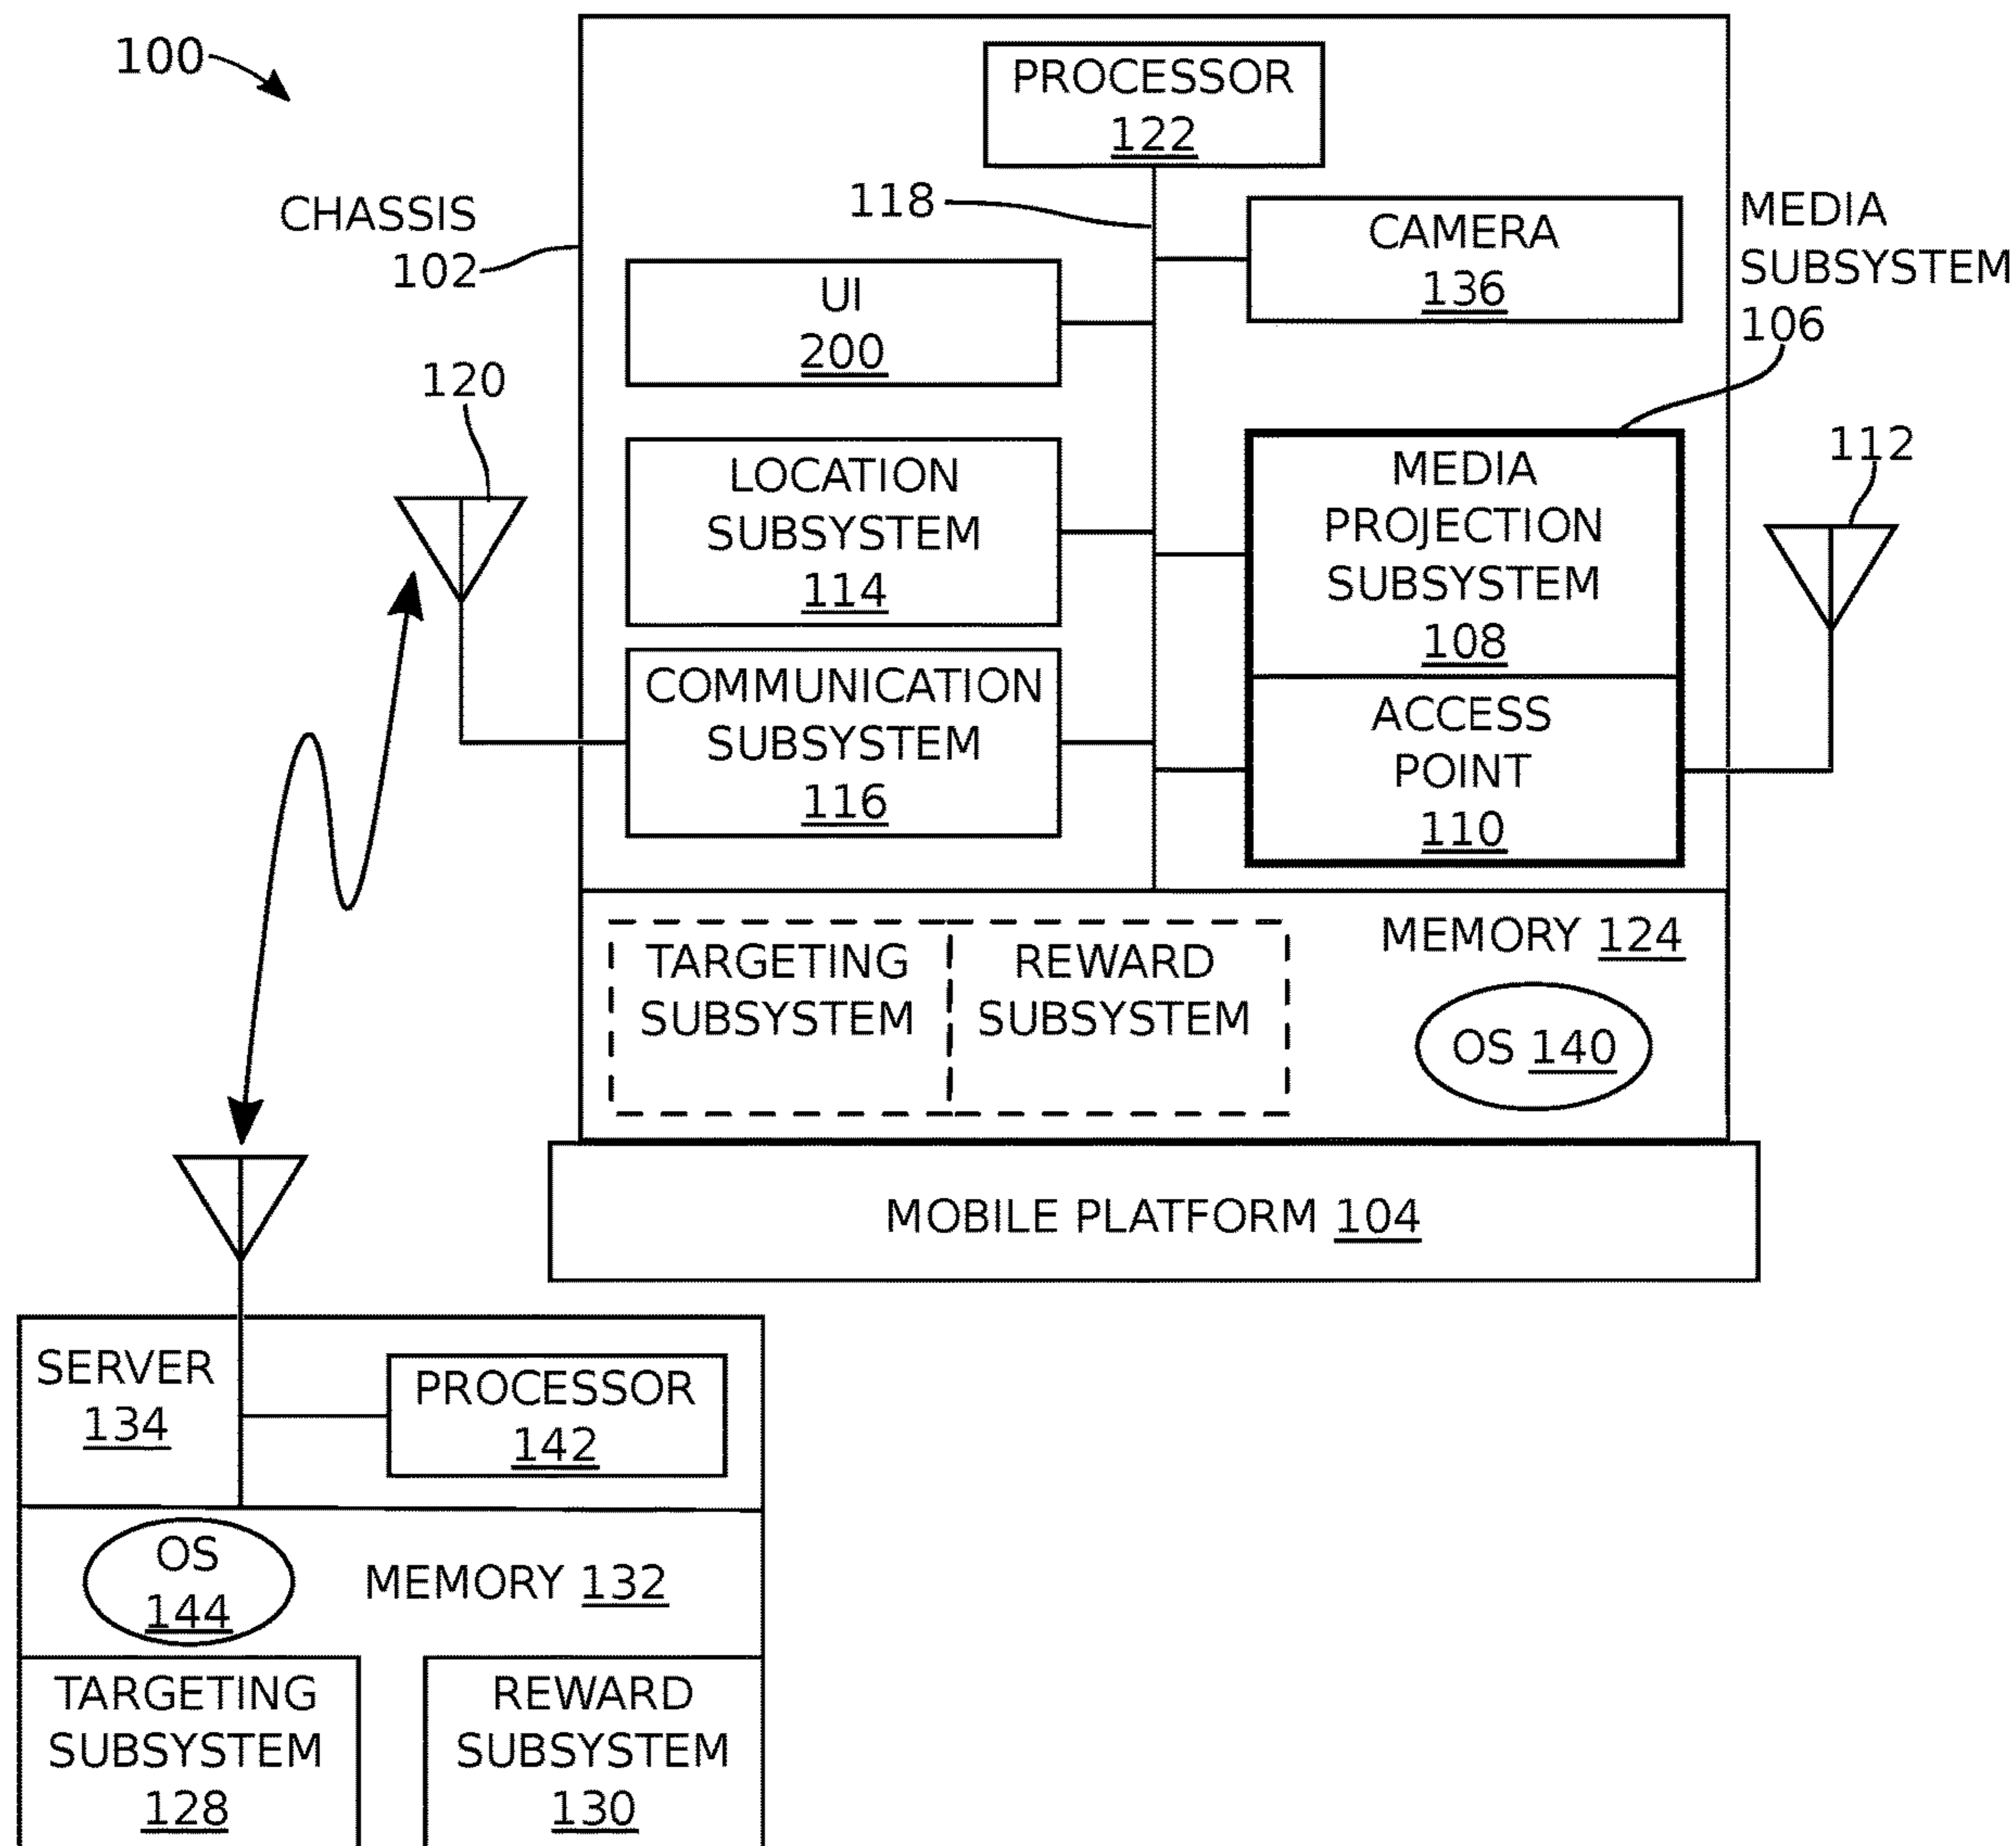 100
PROCESSOR
122
CHASSIS
102
118
CAMERA
136
MEDIA
SUBSYSTEM
106
UI
200
120
LOCATION
SUBSYSTEM
114
MEDIA
PROJECTION
SUBSYSTEM
108
112
COMMUNICATION
SUBSYSTEM
116
ACCESS
POINT
110
TARGETING
SUBSYSTEM
REWARD
SUBSYSTEM
MEMORY 124
OS 140
MOBILE PLATFORM 104
SERVER
134
PROCESSOR
142
OS
144
MEMORY 132
TARGETING
SUBSYSTEM
128
REWARD
SUBSYSTEM
130